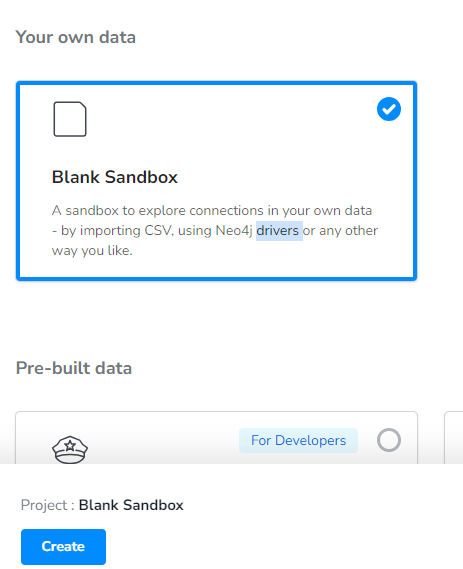 Your own data
Blank Sandbox
A sandbox to explore connections in your own data
- by importing CSV, using Neo4j drivers or any other
way you like.
Pre-built data
For Developers
Project : Blank Sandbox
Create